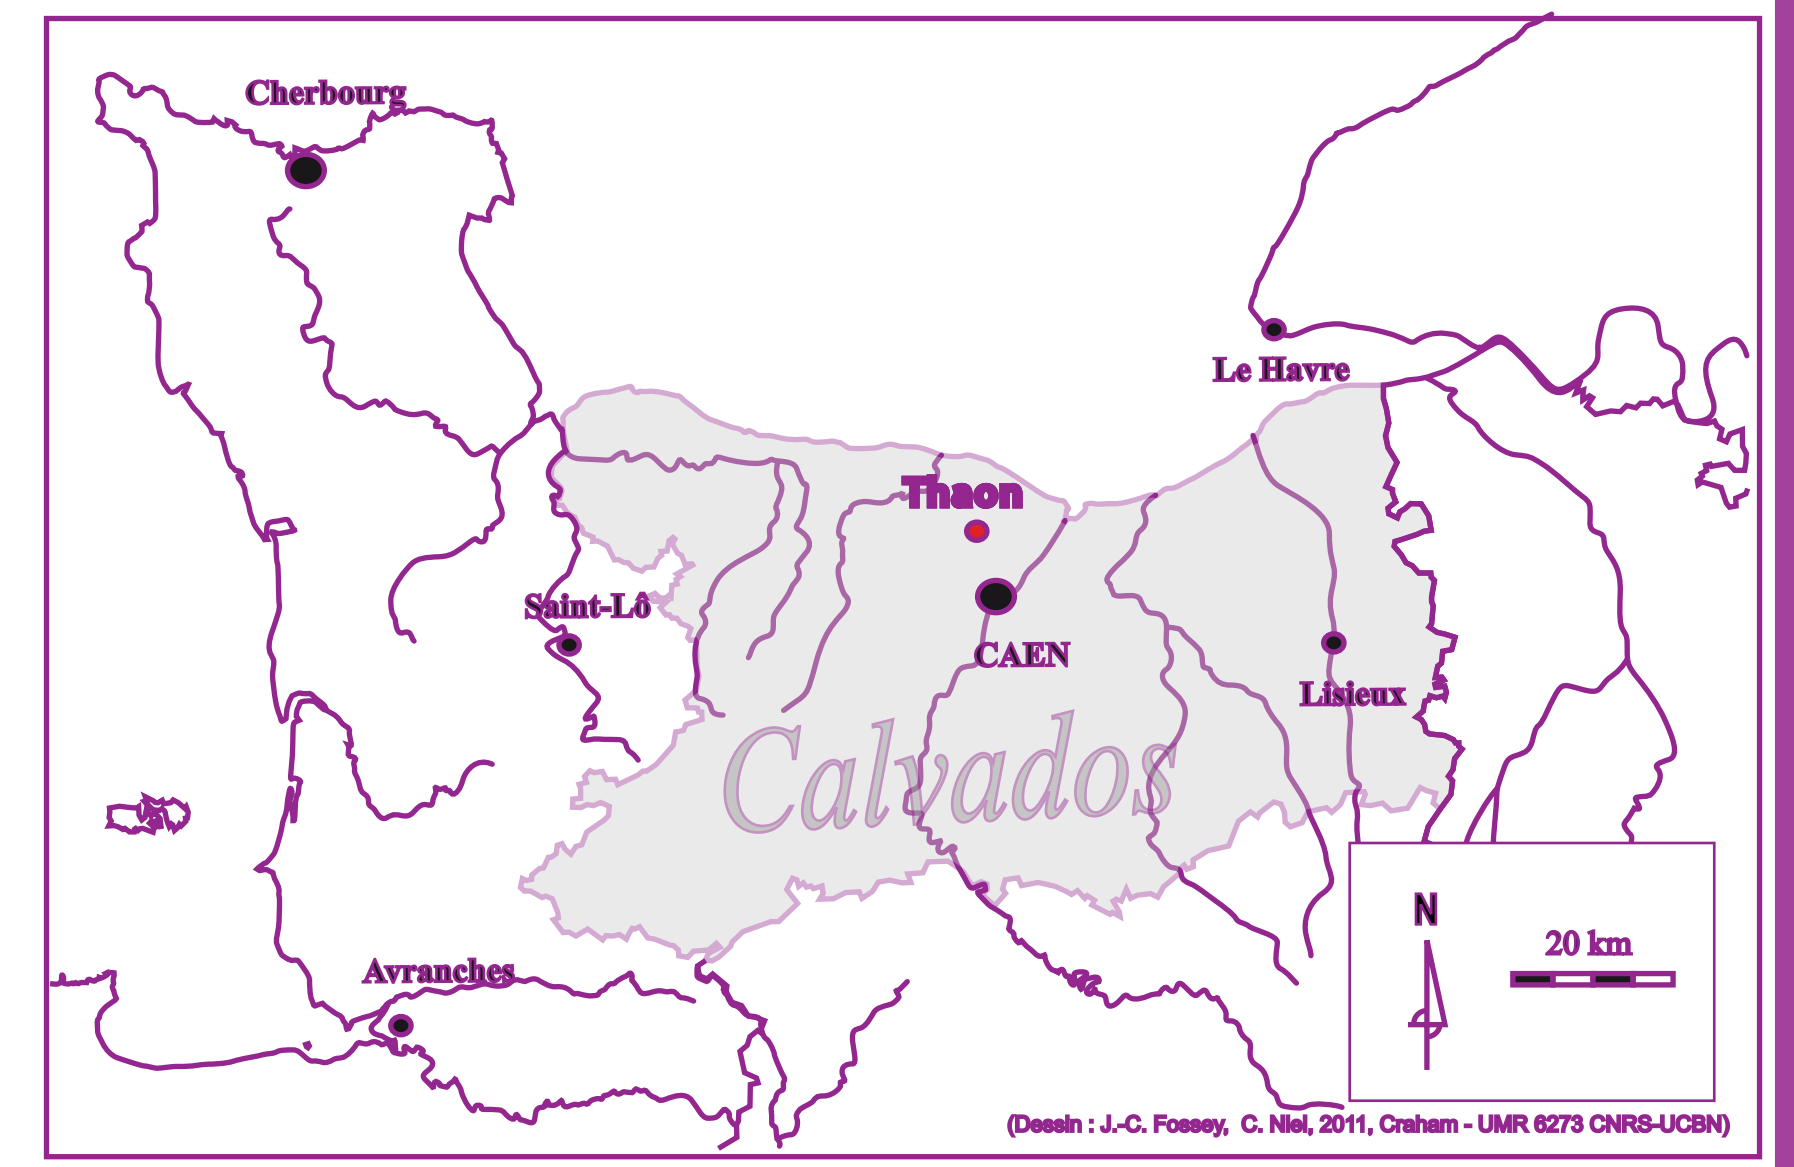 Cherbourg
Le Havre
Thaon
Saint-Lô
CAEN
Lisieux
Calvados
N
20 km
Avranches
(Dessin : J.-C. Fossey, C. Niel, 2011, Craham - UMR 6273 CNRS-UCBN)